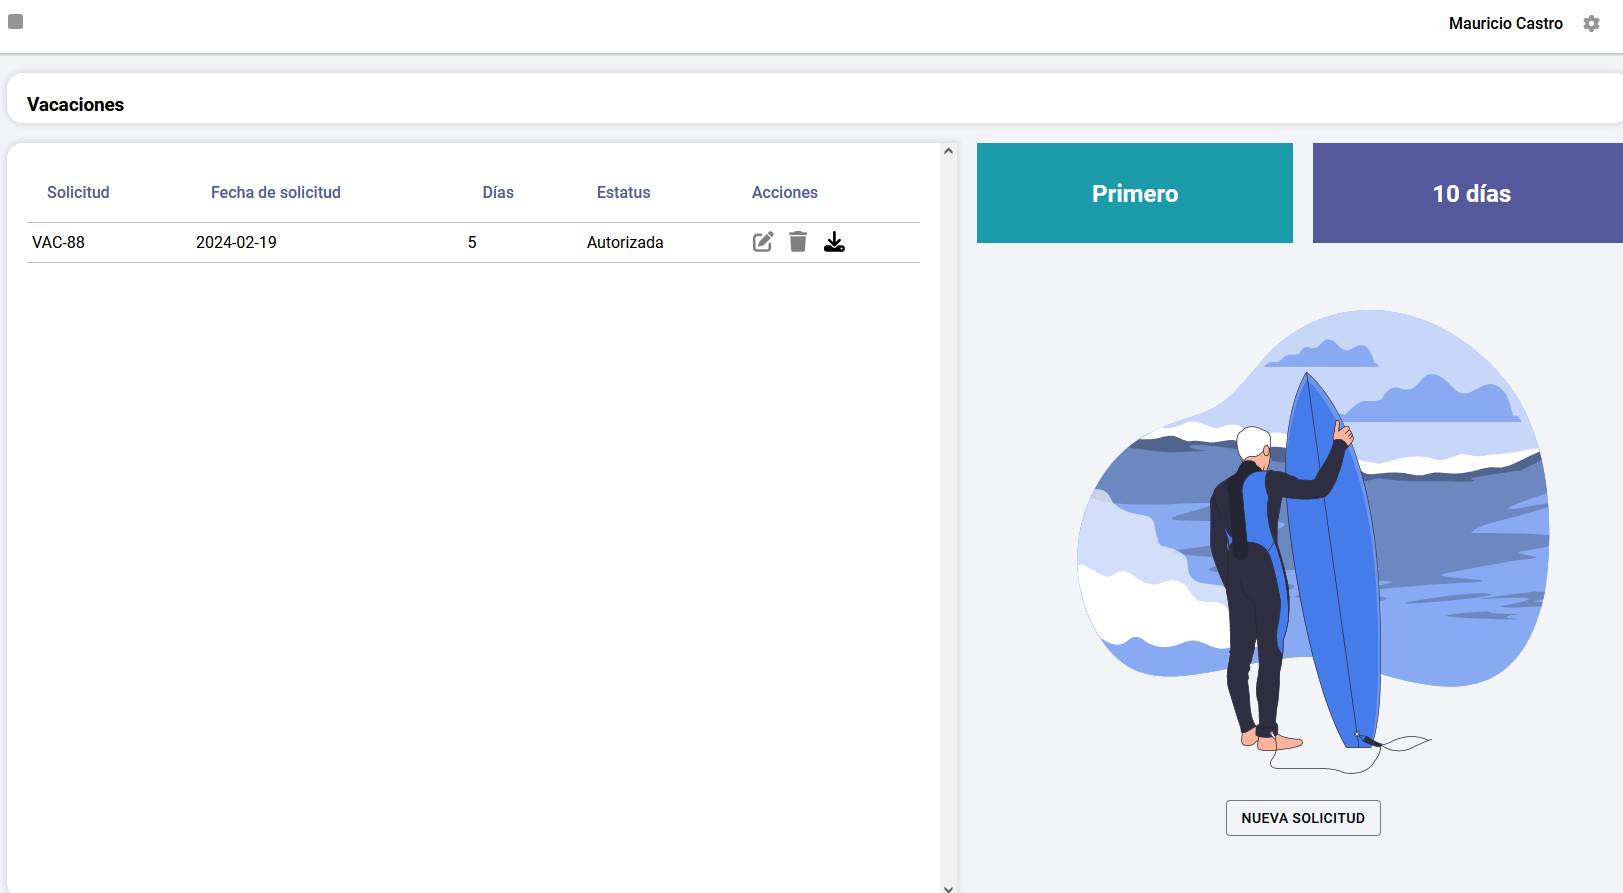 Mauricio Castro
Vacaciones
Solicitud Fecha de solicitud Días Estatus Acciones
VAC-88 2024-02-19 5 Autorizada
Primero
10 días
NUEVA SOLICITUD